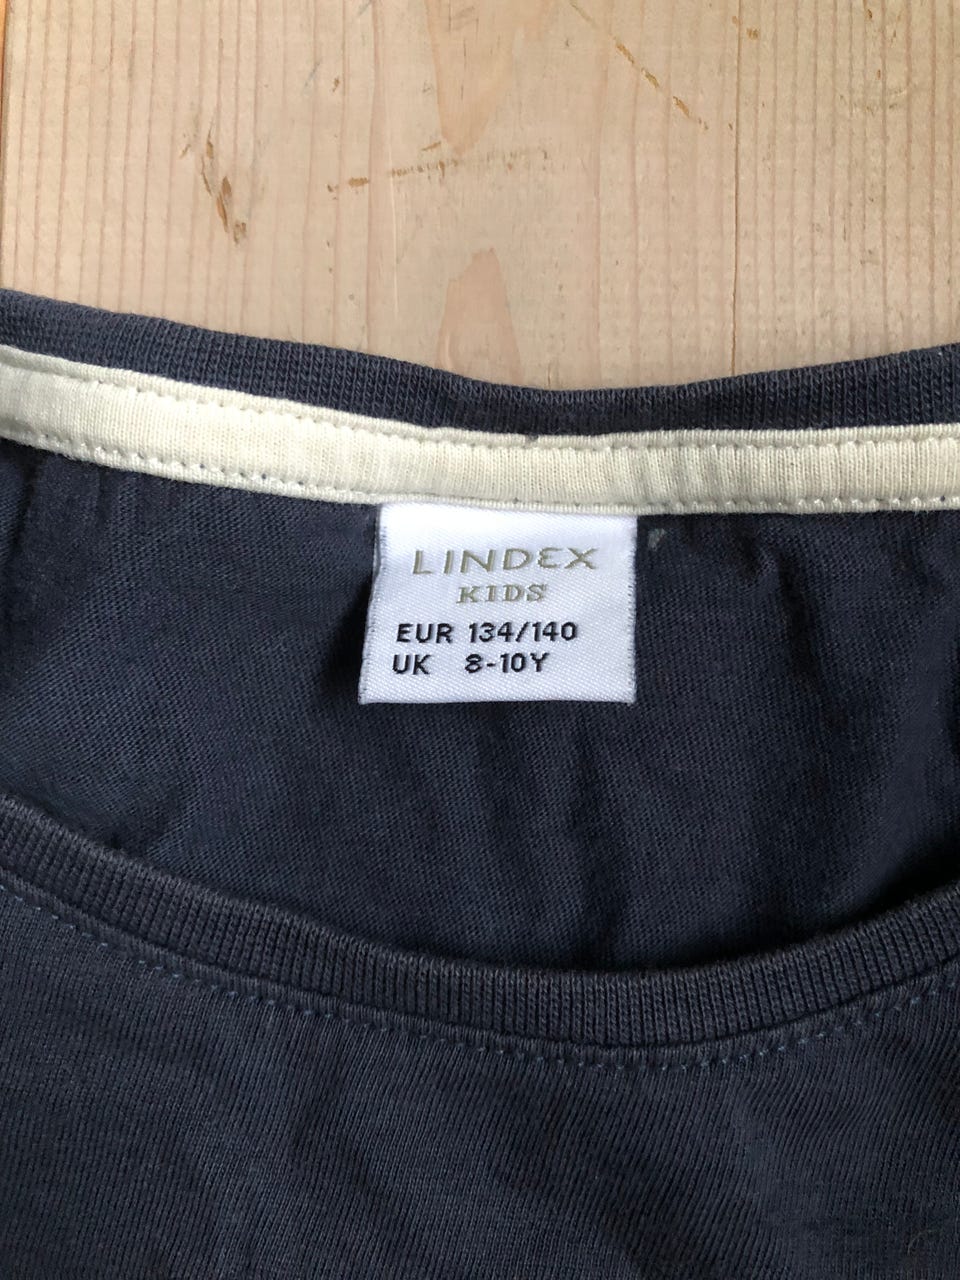 LINDEX
KIDS
EUR 134/140
UK 8-10Y